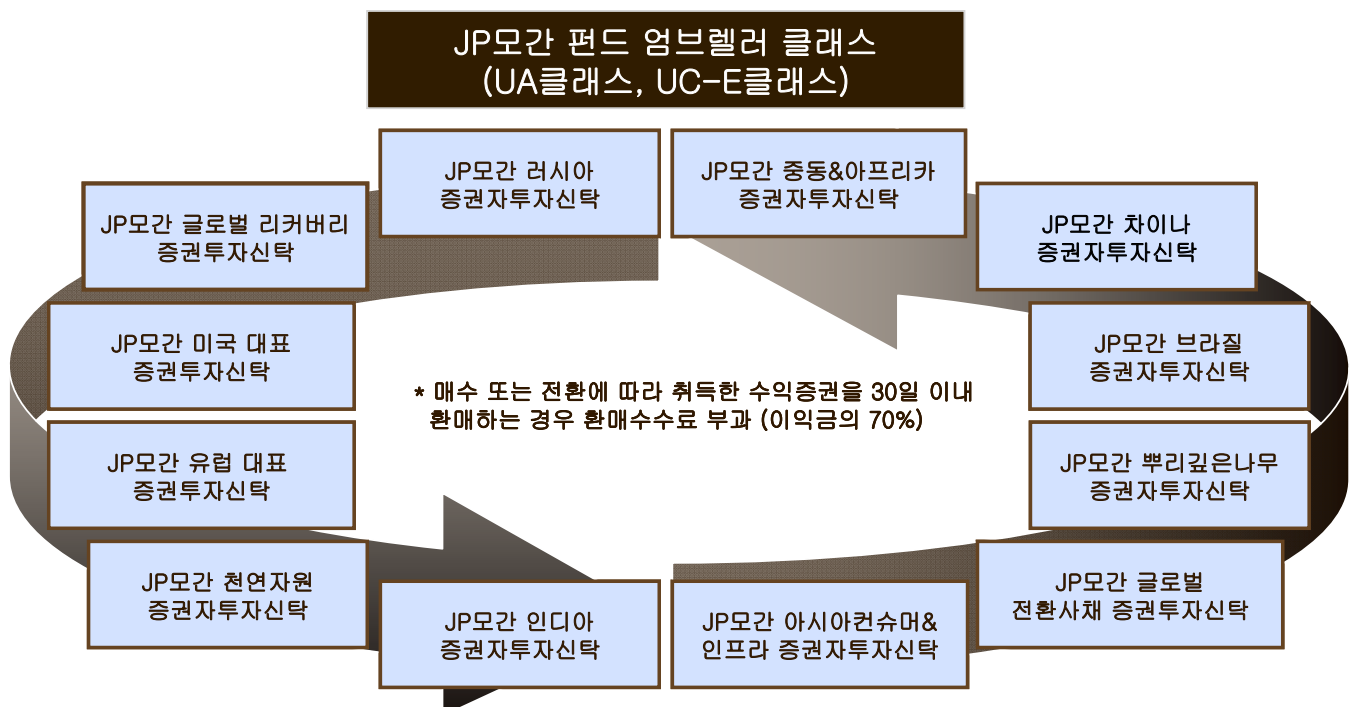 JP모간 펀드 엄브렐러 클래스
(UA클래스, UC-E클래스)
JP모간 러시아
증권자투자신탁
JP모간 중동&아프리카
증권자투자신탁
JP모간 글로벌 리커버리
증권투자신탁
JP모간 차이나
증권자투자신탁
JP모간 미국 대표
증권투자신탁
JP모간 브라질
증권자투자신탁
* 매수 또는 전환에 따라 취득한 수익증권을 30일 이내
환매하는 경우 환매수수료 부과 (이익금의 70%)
JP모간 유럽 대표
증권투자신탁
JP모간 뿌리깊은나무
증권자투자신탁
JP모간 천연자원
증권자투자신탁
JP모간 글로벌
전환사채 증권투자신탁
JP모간 인디아
증권자투자신탁
JP모간 아시아컨슈머&
인프라 증권자투자신탁